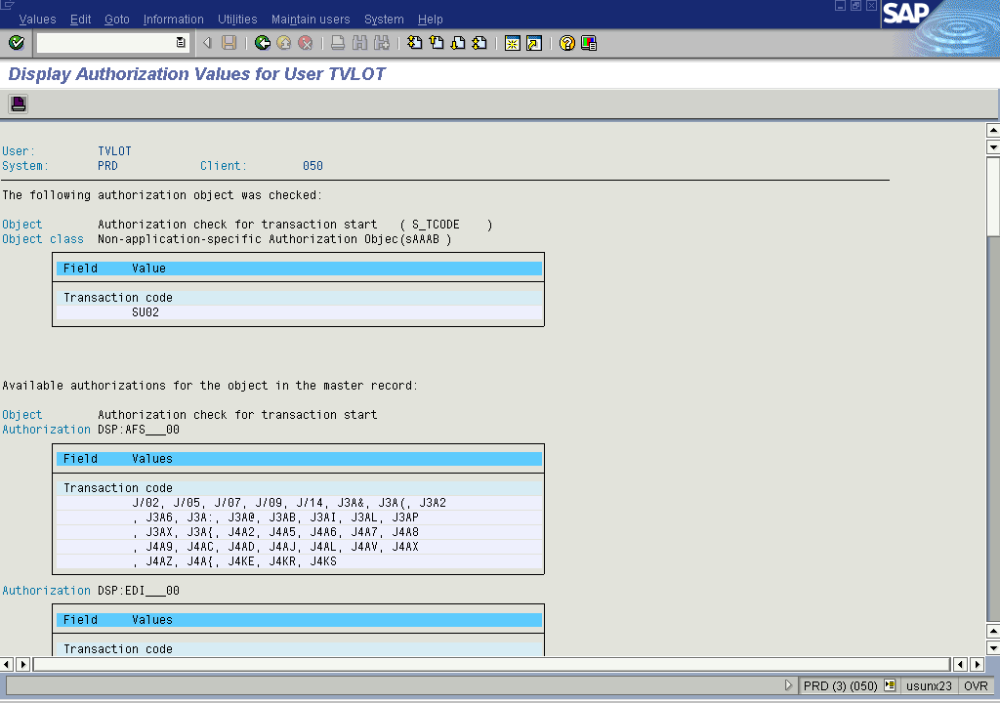 Values Edit Goto Information Utilities Maintain users System Help
SAP
Display Authorization Values for User TVLOT
User: TVLOT
System: PRD Client: 050
The following authorization object was checked:
Object Authorization check for transaction start ( S_TCODE )
Object class Non-application-specific Authorization Objec(sAAAB )
Field Value
Transaction code
SU02
Available authorizations for the object in the master record:
Object Authorization check for transaction start
Authorization DSP:AFS___00
Field Values
Transaction code
J/02, J/05, J/07, J/09, J/14, J3A&, J3A(, J3A2
, J3A6, J3A:, J3A@, J3AB, J3AI, J3AL, J3AP
, J3AX, J3A{, J4A2, J4A5, J4A6, J4A7, J4A8
, J4A9, J4AC, J4AD, J4AJ, J4AL, J4AV, J4AX
, J4AZ, J4A{, J4KE, J4KR, J4KS
Authorization DSP:EDI___00
Field Values
Transaction code
PRD (3) (050) usunx23 OVR